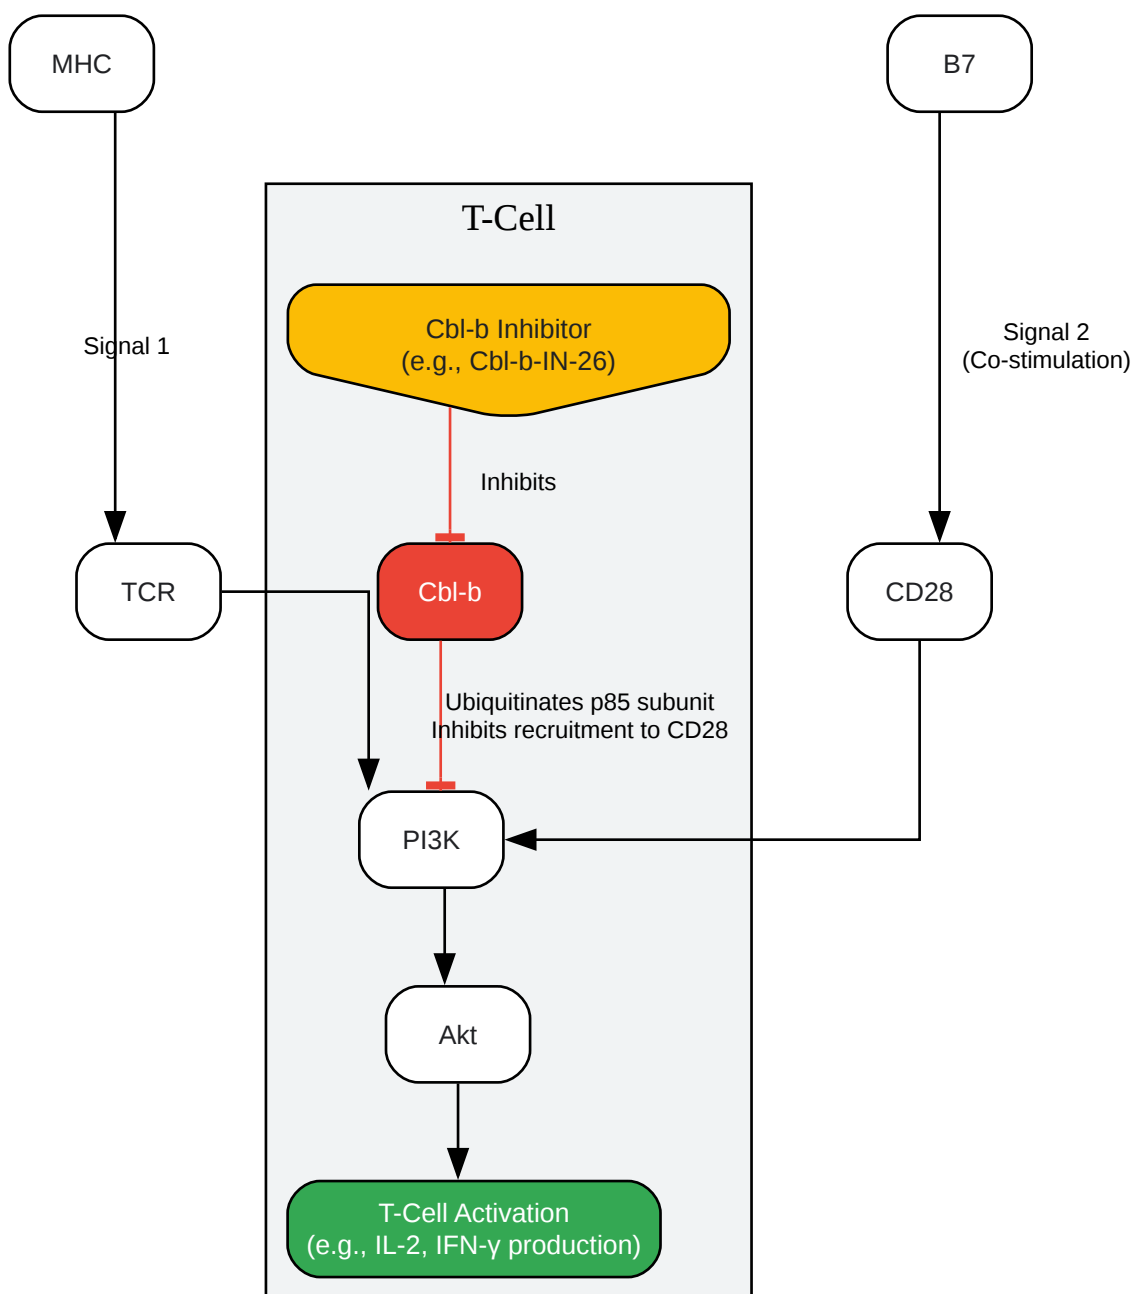 MHC
B7
T-Cell
Cbl-b Inhibitor
(e.g., Cbl-b-IN-26)
Signal 1
Signal 2
(Co-stimulation)
Inhibits
TCR
Cbl-b
CD28
Ubiquitinates p85 subunit
Inhibits recruitment to CD28
PI3K
Akt
T-Cell Activation
(e.g., IL-2, IFN-γ production)